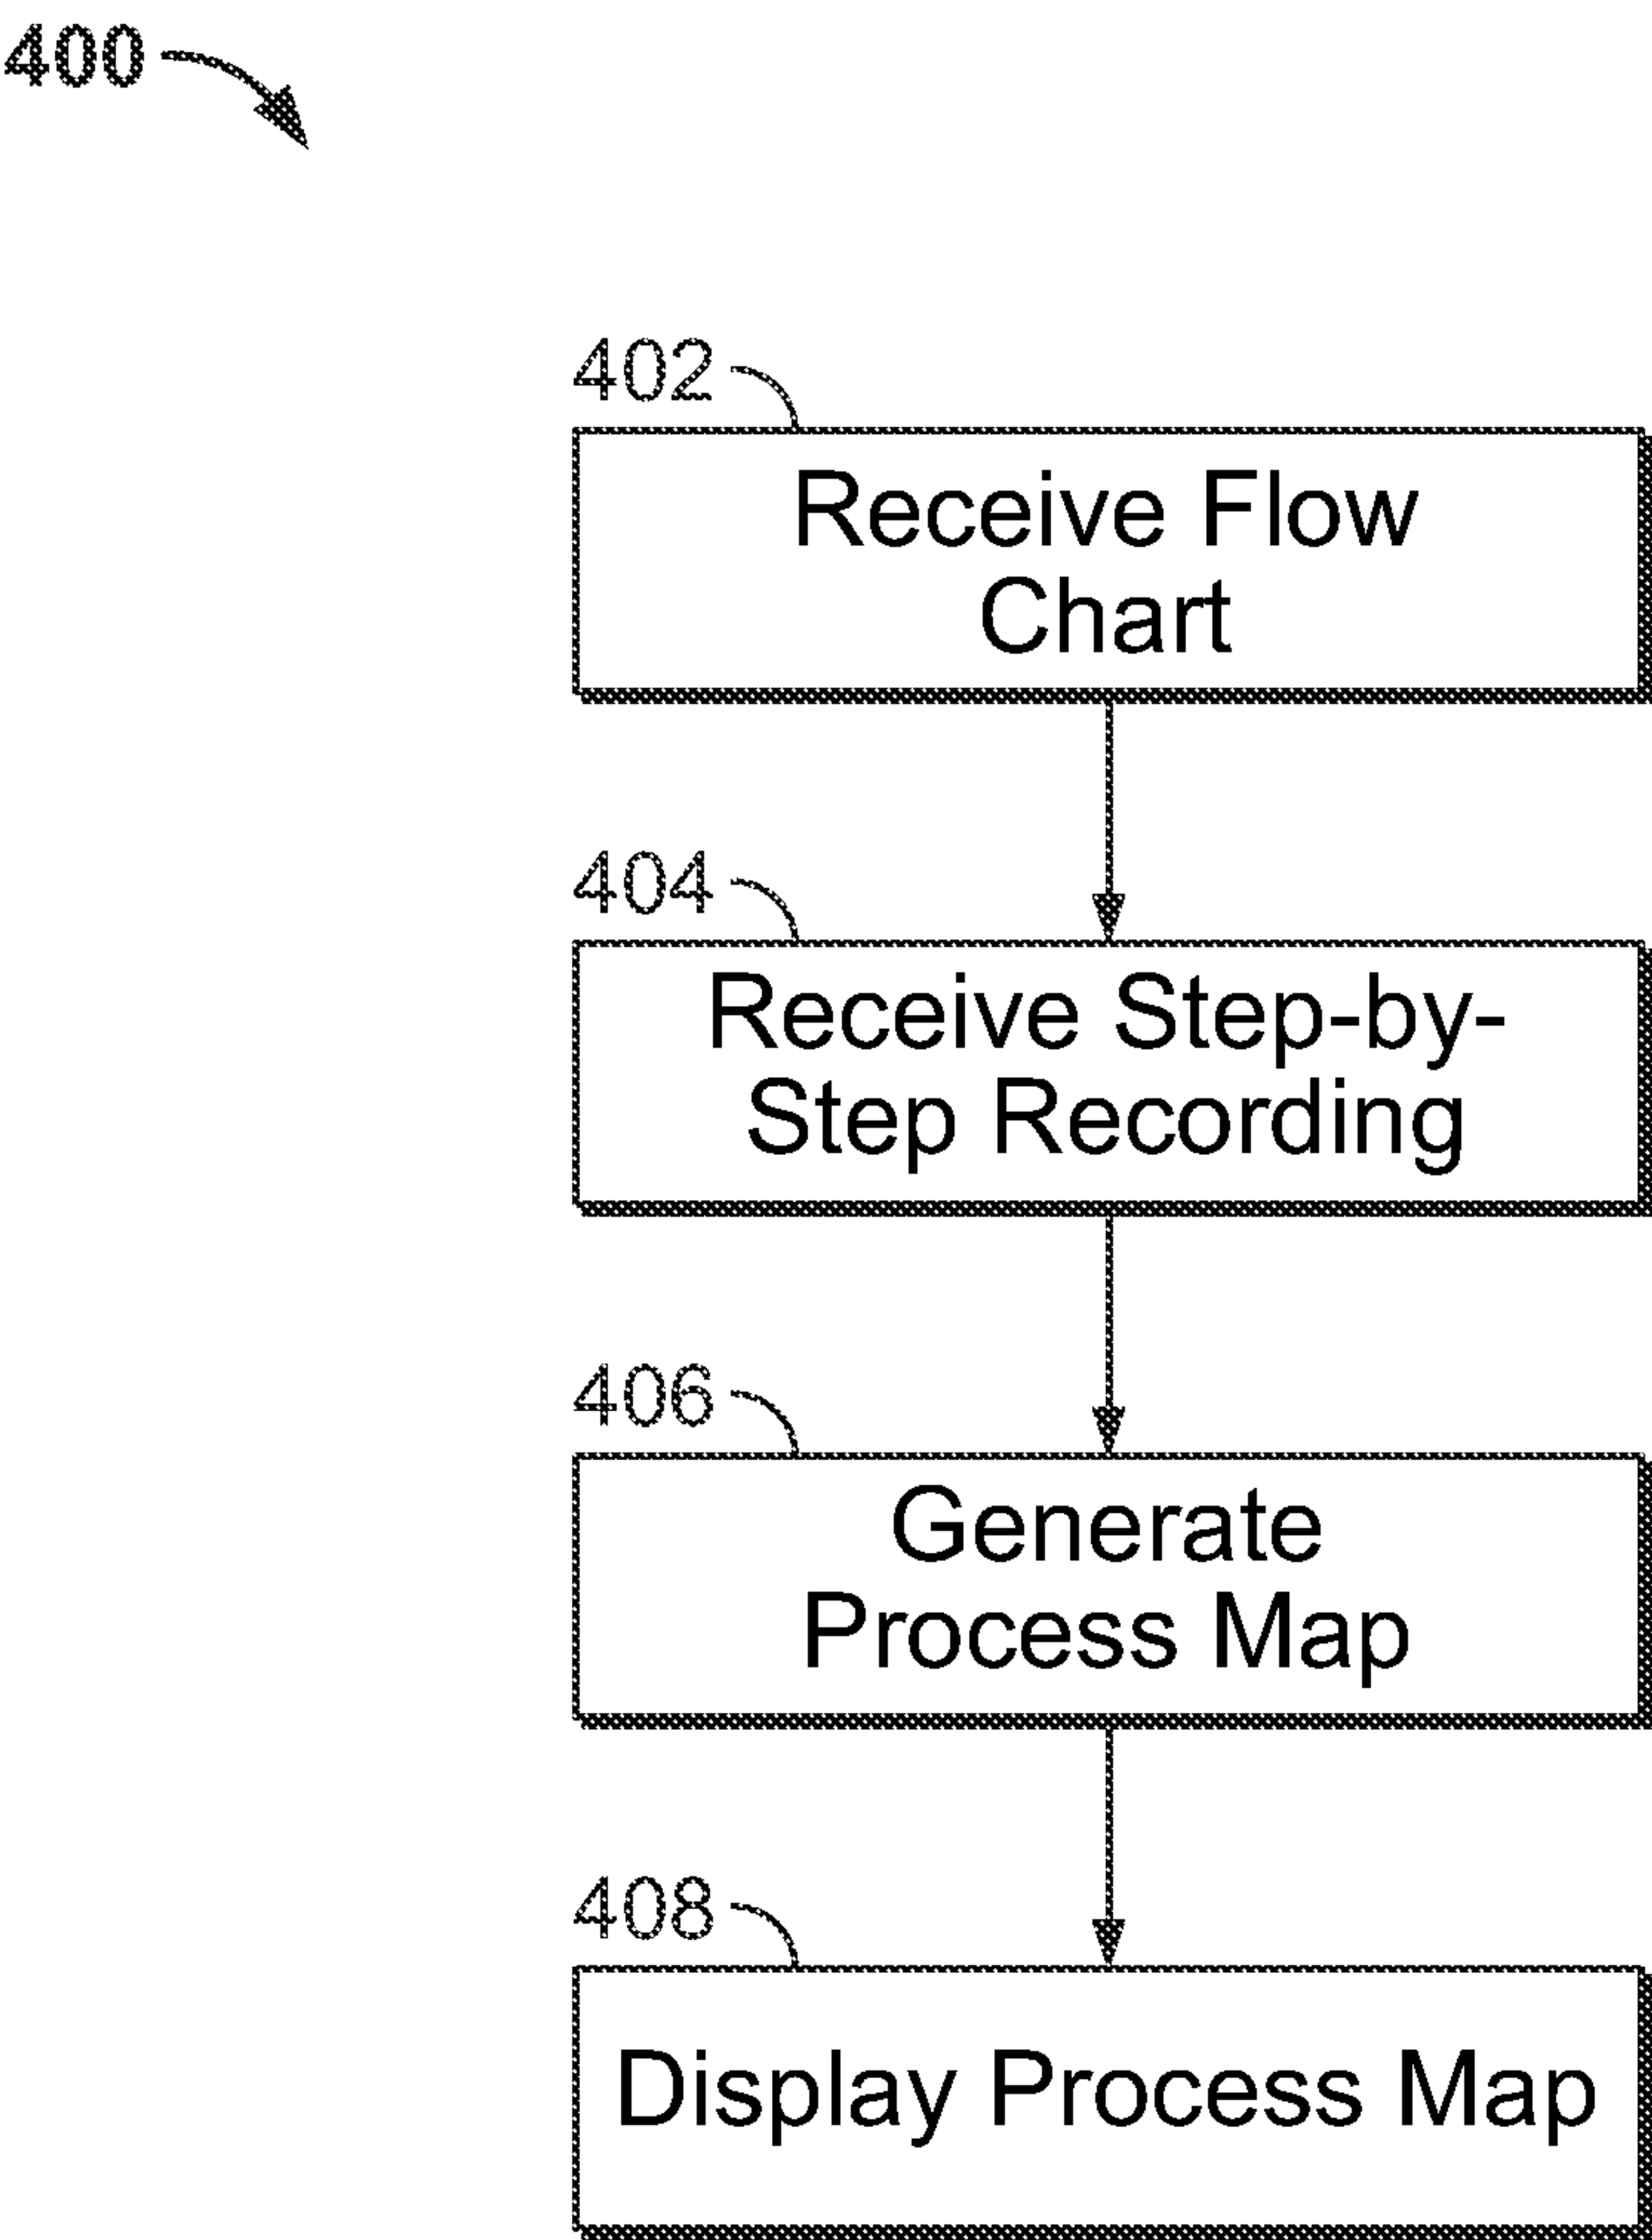 400
402
Receive Flow
Chart
404
Receive Step-by-
Step Recording
406
Generate
Process Map
408
Display Process Map